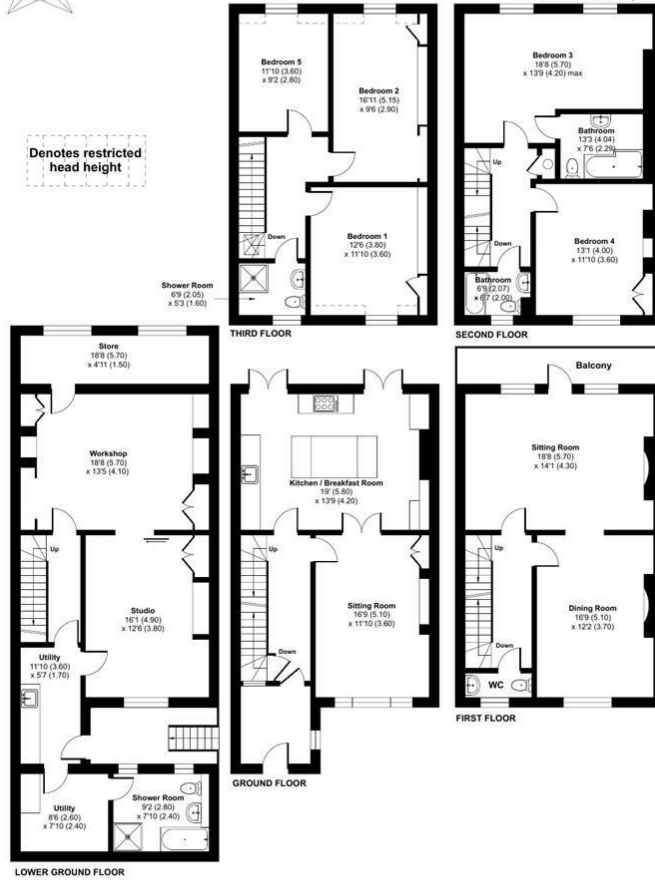 Denotes restricted
head height
Bedroom 5
11'10 (3.60)
x 9'2 (2.80)
Bedroom 2
16'11 (5.15)
x 9'6 (2.90)
Down
Bedroom 1
12'6 (3.80)
x 11'10 (3.60)
Shower Room
6'9 (2.05)
x 5'3 (1.60)
THIRD FLOOR
Bedroom 3
18'8 (5.70)
x 13'9 (4.20) max
Bathroom
13'3 (4.04)
x 7'6 (2.29)
Up
Down
Bedroom 4
13'1 (4.00)
x 11'10 (3.60)
Bathroom
6'9 (2.07)
x 6'7 (2.00)
SECOND FLOOR
Store
18'8 (5.70)
x 4'11 (1.50)
Workshop
18'8 (5.70)
x 13'5 (4.10)
Up
Studio
16'1 (4.90)
x 12'6 (3.80)
Utility
11'10 (3.60)
x 5'7 (1.70)
Utility
8'6 (2.60)
x 7'10 (2.40)
Shower Room
9'2 (2.80)
x 7'10 (2.40)
LOWER GROUND FLOOR
Kitchen / Breakfast Room
19' (5.80)
x 13'9 (4.20)
Up
Sitting Room
16'9 (5.10)
x 11'10 (3.60)
Down
GROUND FLOOR
Balcony
Sitting Room
18'8 (5.70)
x 14'1 (4.30)
Up
Dining Room
16'9 (5.10)
x 12'2 (3.70)
Down
WC
FIRST FLOOR